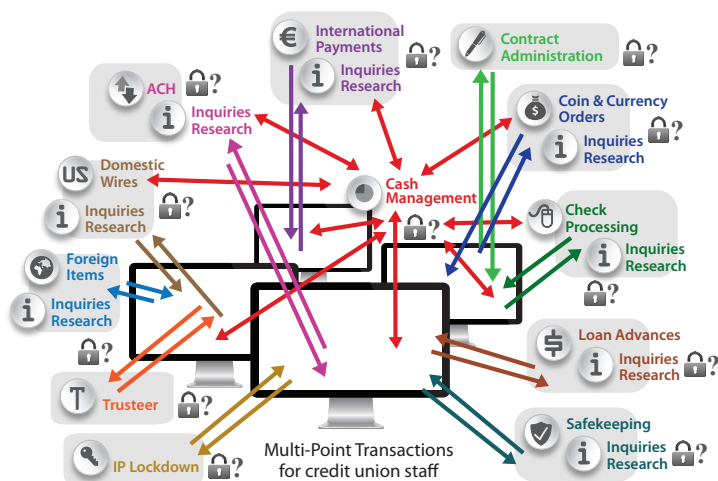 €
International
Payments
i
Inquiries
Research
?
Contract
Administration
?
ACH
?
i
Inquiries
Research
Coin & Currency
Orders
$
?
i
Inquiries
Research
US
Domestic
Wires
?
i
Inquiries
Research
Cash
Management
?
Check
Processing
i
Inquiries
Research
?
Foreign
Items
i
Inquiries
Research
?
$
Loan Advances
i
Inquiries
Research
?
T
Trusteer
?
Safekeeping
i
Inquiries
Research
?
IP Lockdown
?
Multi-Point Transactions
for credit union staff